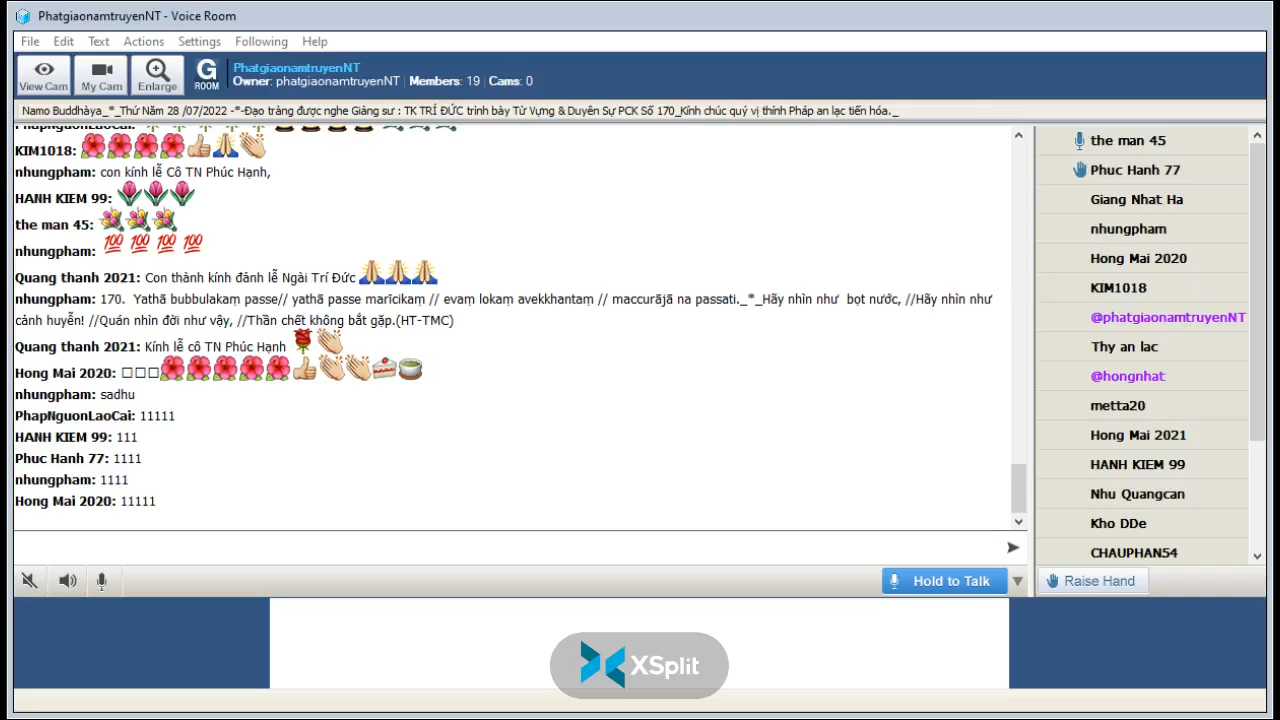 PhatgiaonamtruyenNT - Voice Room
File Edit Text Actions Settings Following Help
View Cam My Cam Enlarge G ROOM
PhatgiaonamtruyenNT
Owner: phatgiaonamtruyenNT | Members: 19 | Cams: 0
Namo Buddhàya_*_Thứ Năm 28 /07/2022 -*-Đạo tràng được nghe Giảng sư : TK TRÍ ĐỨC trình bày Từ Vựng & Duyên Sự PCK Số 170_Kính chúc quý vị thính Pháp an lạc tiến hóa._
PhapNguonLaoCai:
KIM1018:
nhungpham: con kính lễ Cô TN Phúc Hạnh,
HANH KIEM 99:
the man 45:
nhungpham: 100 100 100 100
Quang thanh 2021: Con thành kính đảnh lễ Ngài Trí Đức
nhungpham: 170. Yathā bubbulakaṃ passe// yathā passe marīcikaṃ // evaṃ lokaṃ avekkhantaṃ // maccurājā na passati._*_Hãy nhìn như bọt nước, //Hãy nhìn như
cảnh huyễn! //Quán nhìn đời như vậy, //Thần chết không bắt gặp.(HT-TMC)
Quang thanh 2021: Kính lễ cô TN Phúc Hạnh
Hong Mai 2020:
nhungpham: sadhu
PhapNguonLaoCai: 11111
HANH KIEM 99: 111
Phuc Hanh 77: 1111
nhungpham: 1111
Hong Mai 2020: 11111
the man 45
Phuc Hanh 77
Giang Nhat Ha
nhungpham
Hong Mai 2020
KIM1018
@phatgiaonamtruyenNT
Thy an lac
@hongnhat
metta20
Hong Mai 2021
HANH KIEM 99
Nhu Quangcan
Kho DDe
CHAUPHAN54
Hold to Talk
Raise Hand
XSplit